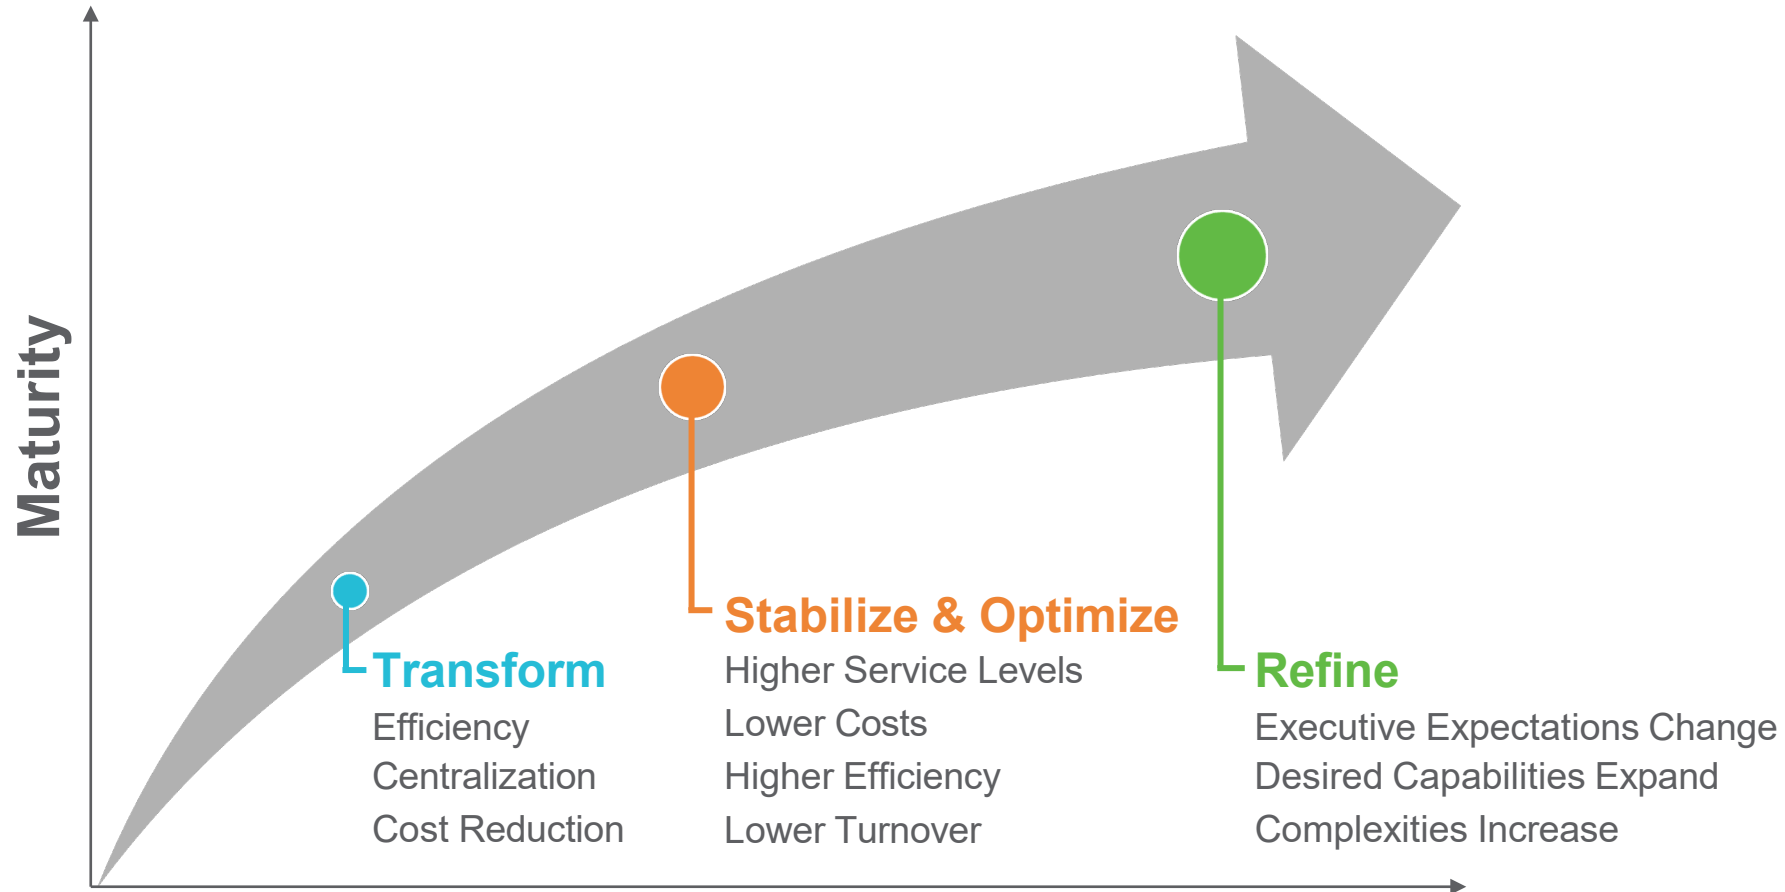 Maturity
Transform
Efficiency
Centralization
Cost Reduction
Stabilize & Optimize
Higher Service Levels
Lower Costs
Higher Efficiency
Lower Turnover
Refine
Executive Expectations Change
Desired Capabilities Expand
Complexities Increase